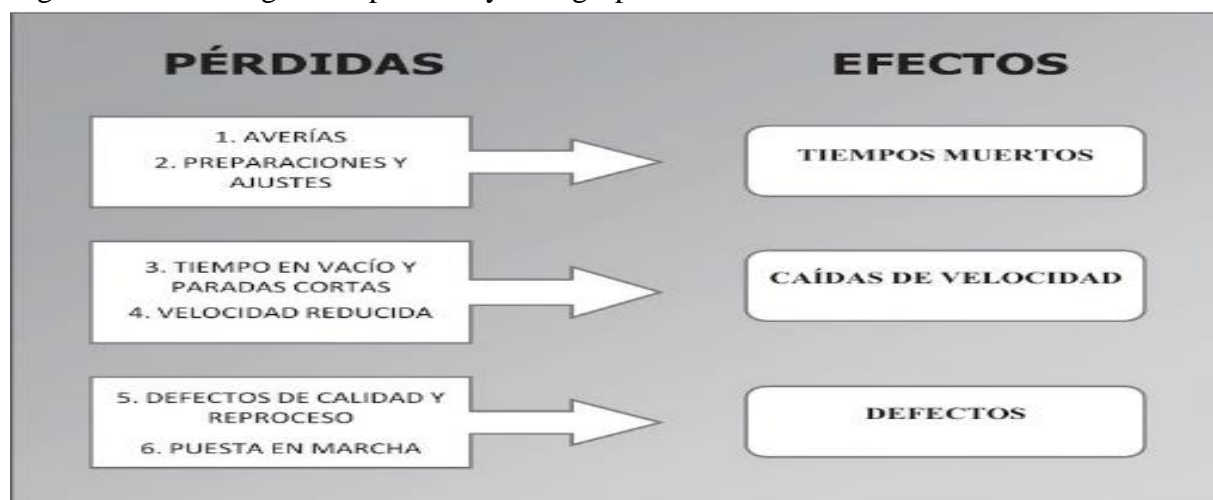 PÉRDIDAS
EFECTOS
1. AVERÍAS
2. PREPARACIONES Y
AJUSTES
TIEMPOS MUERTOS
3. TIEMPO EN VACÍO Y
PARADAS CORTAS
4. VELOCIDAD REDUCIDA
CAÍDAS DE VELOCIDAD
5. DEFECTOS DE CALIDAD Y
REPROCESO
6. PUESTA EN MARCHA
DEFECTOS